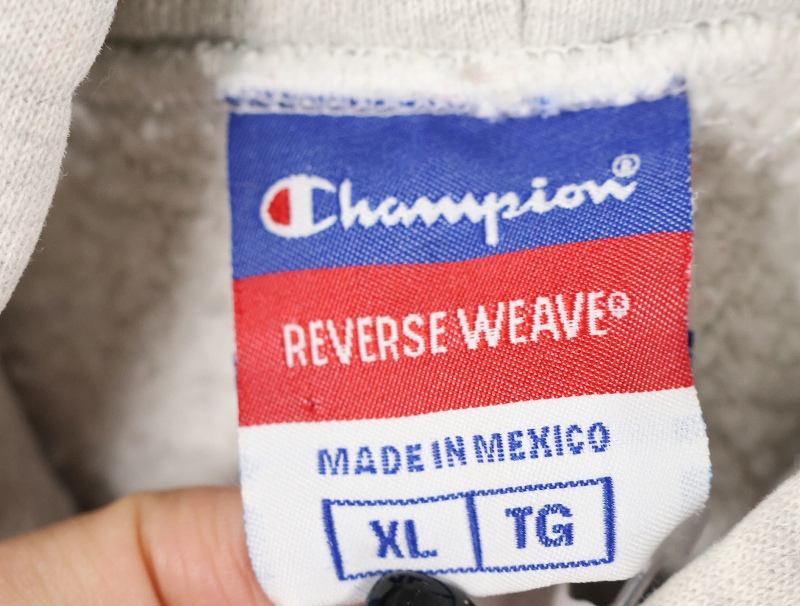 Champion®
REVERSE WEAVE®
MADE IN MEXICO
XL TG